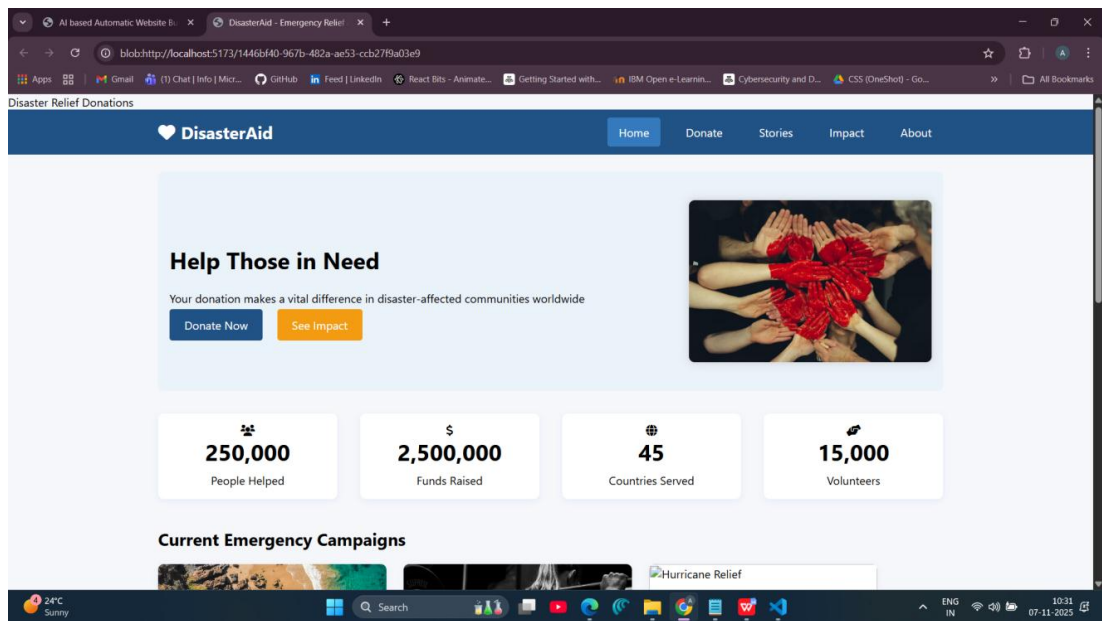 AI based Automatic Website Bu
DisasterAid - Emergency Relief
blob:http://localhost:5173/1446bf40-967b-482a-ae53-ccb27f9a03e9
A
Apps
Gmail
(1) Chat | Info | Micr...
GitHub
Feed | LinkedIn
React Bits - Animate...
Getting Started with...
IBM Open e-Learnin...
Cybersecurity and D...
CSS (OneShot) - Go...
All Bookmarks
Disaster Relief Donations
DisasterAid
Home Donate Stories Impact About
Help Those in Need
Your donation makes a vital difference in disaster-affected communities worldwide
Donate Now See Impact
$
250,000 2,500,000 45 15,000
People Helped Funds Raised Countries Served Volunteers
Current Emergency Campaigns
Hurricane Relief
4
24°C
Sunny
Search
ENG
IN
10:31
07-11-2025